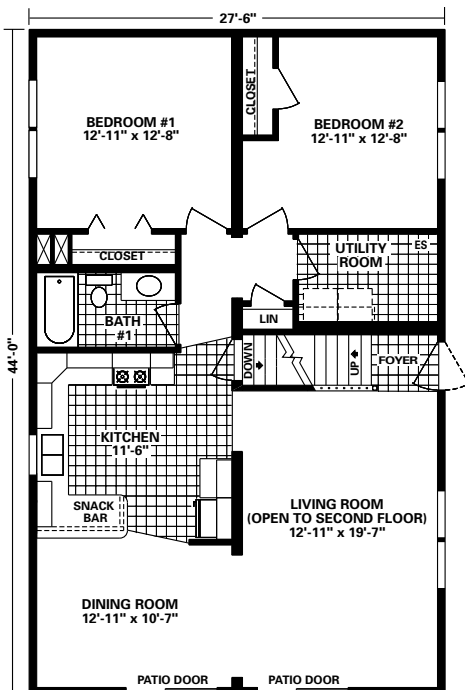 27'-6"
BEDROOM #1
12'-11" x 12'-8"
CLOSET
BEDROOM #2
12'-11" x 12'-8"
CLOSET
UTILITY
ROOM
ES
BATH
#1
LIN
44'-0"
DOWN
UP
FOYER
KITCHEN
11'-6"
SNACK
BAR
LIVING ROOM
(OPEN TO SECOND FLOOR)
12'-11" x 19'-7"
DINING ROOM
12'-11" x 10'-7"
PATIO DOOR
PATIO DOOR